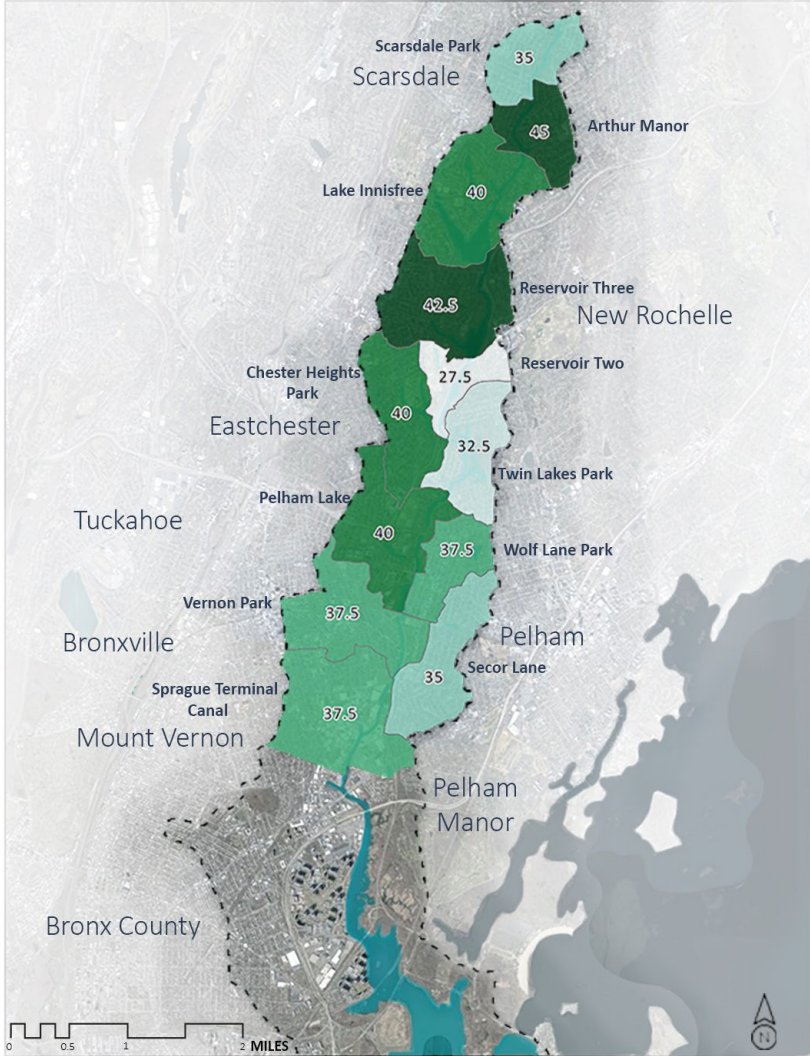 Scarsdale Park
35
Scarsdale
Arthur Manor
45
Lake Innisfree
40
Reservoir Three
42.5
New Rochelle
Reservoir Two
27.5
Chester Heights
Park
40
Eastchester
32.5
Twin Lakes Park
Pelham Lake
Tuckahoe
40
37.5
Wolf Lane Park
Vernon Park
37.5
Bronxville
Pelham
Secor Lane
35
Sprague Terminal
Canal
37.5
Mount Vernon
Pelham
Manor
Bronx County
N
0 0.5 1 2 MILES